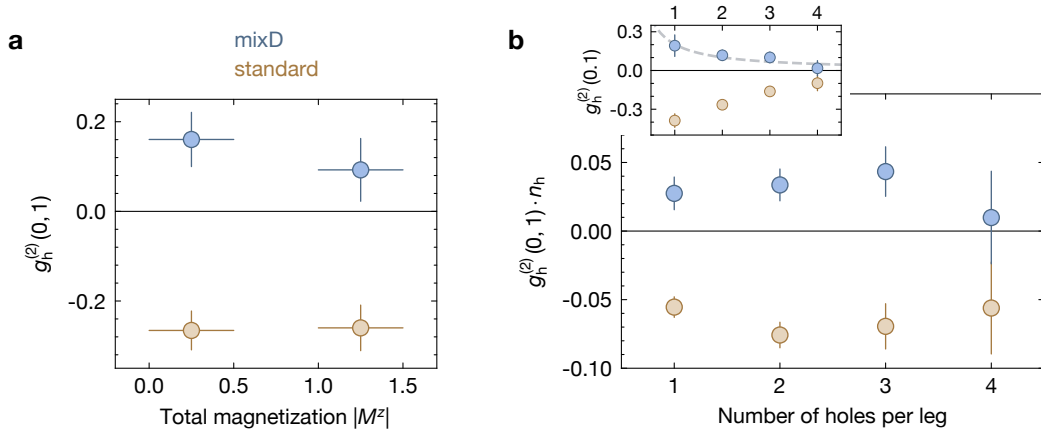 a
mixD
standard
0.2
0.0
-0.2
g_h^(2)(0, 1)
0.0 0.5 1.0 1.5
Total magnetization |M^z|
b
1 2 3 4
0.3
0.0
-0.3
g_h^(2)(0.1)
0.05
0.00
-0.05
-0.10
g_h^(2)(0, 1) · n_h
1 2 3 4
Number of holes per leg